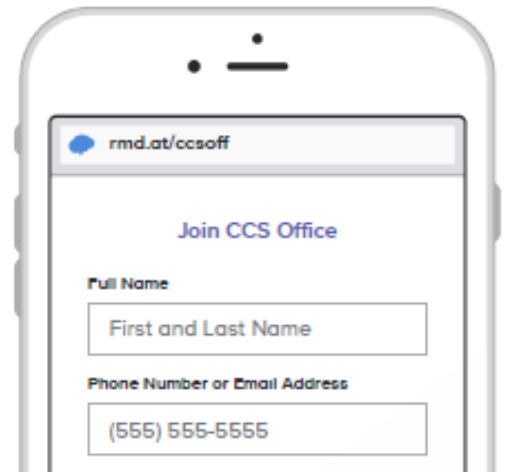 rmd.at/ccsoff
Join CCS Office
Full Name
First and Last Name
Phone Number or Email Address
(555) 555-5555